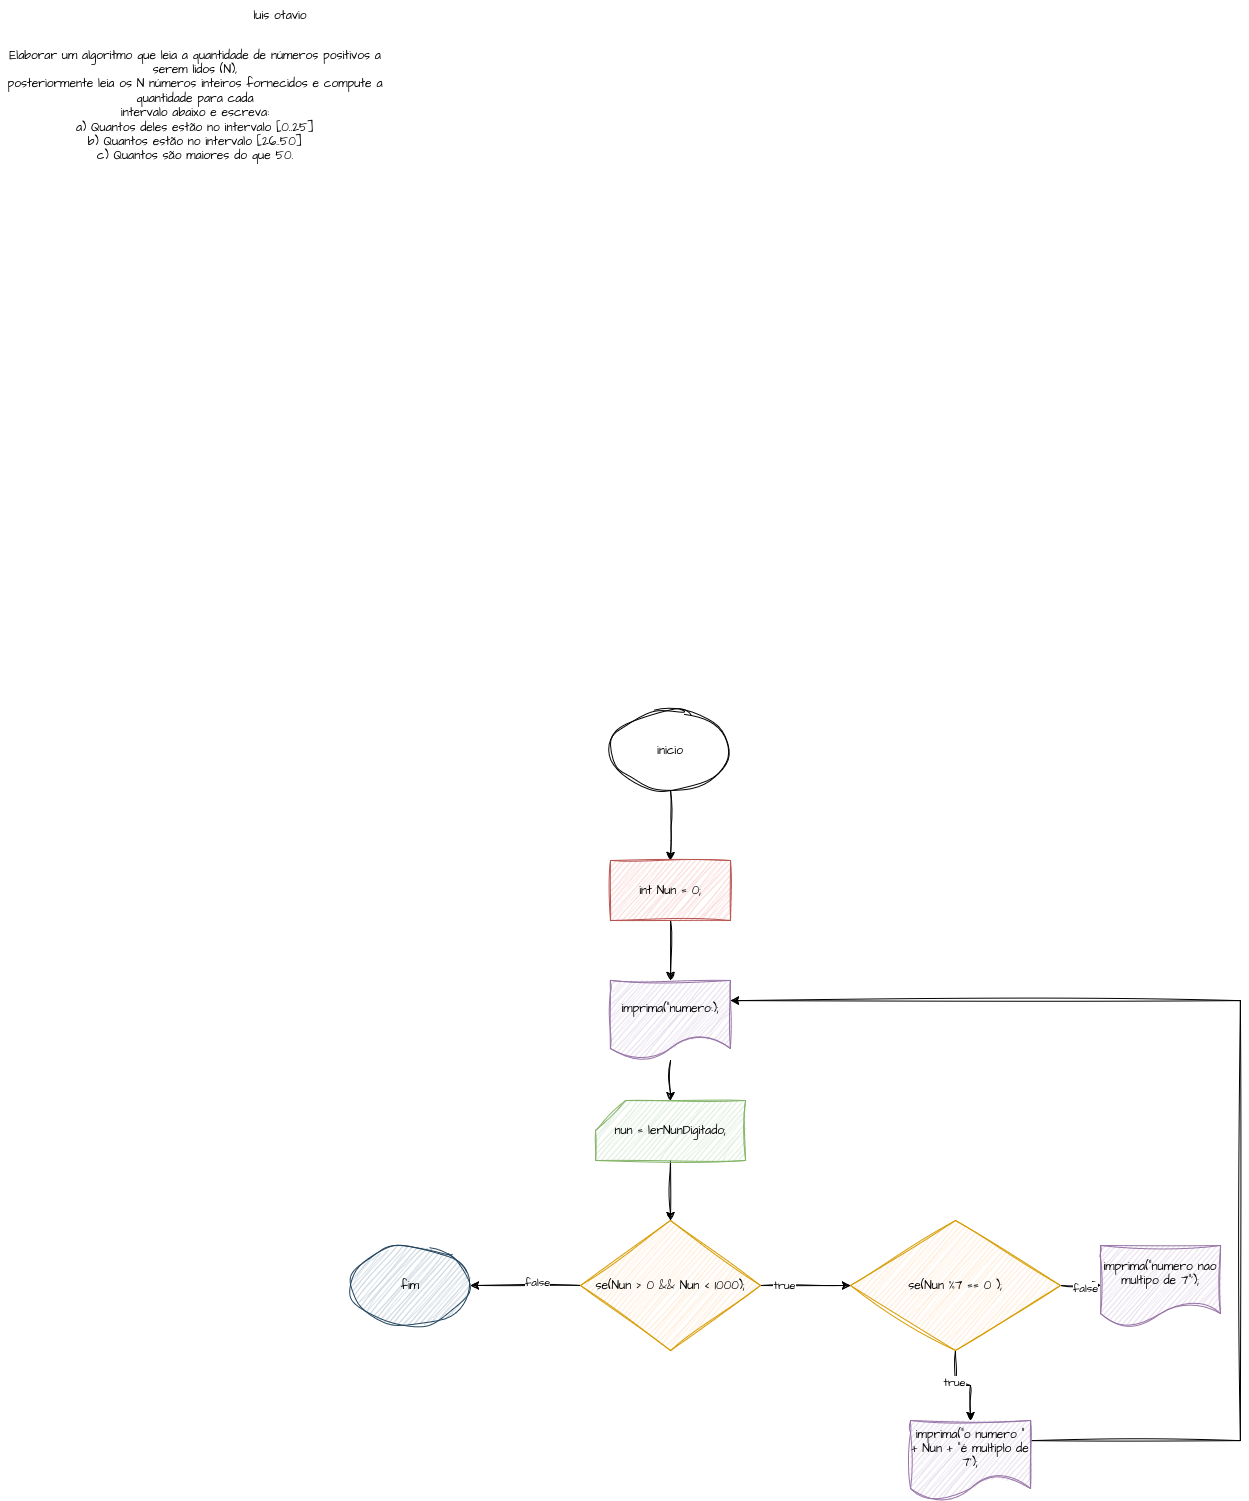 luis otavio
Elaborar um algoritmo que leia a quantidade de números positivos a
serem lidos (N),
posteriormente leia os N números inteiros fornecidos e compute a
quantidade para cada
intervalo abaixo e escreva:
a) Quantos deles estão no intervalo [0..25]
b) Quantos estão no intervalo [26..50]
c) Quantos são maiores do que 50.
inicio
int Nun = 0;
imprima("numero:);
nun = lerNunDigitado;
fim
false
se(Nun > 0 && Nun < 1000);
true
se(Nun %7 == 0 );
false
imprima("numero nao
multipo de 7");
true
imprima("o numero "
+ Nun + "é multiplo de
7");